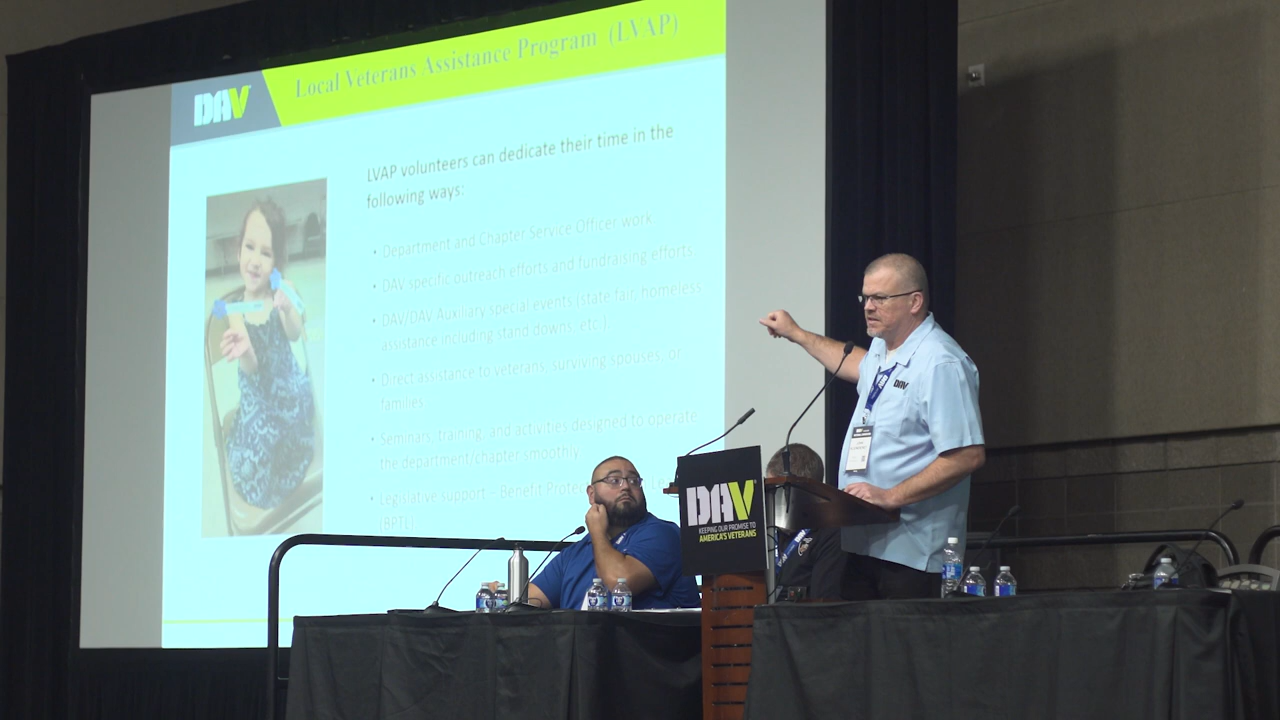 DAV
Local Veterans Assistance Program (LVAP)
LVAP volunteers can dedicate their time in the
following ways:
• Department and Chapter Service Officer work
• DAV specific outreach efforts and fundraising efforts.
• DAV/DAV Auxiliary special events (state fair, homeless
assistance including stand downs, etc.).
• Direct assistance to veterans, surviving spouses, or
families
• Seminars, training, and activities designed to operate
the department/chapter smoothly.
• Legislative support – Benefit Protec
(BPTL)
DAV
DAV
KEEPING OUR PROMISE TO
AMERICA'S VETERANS